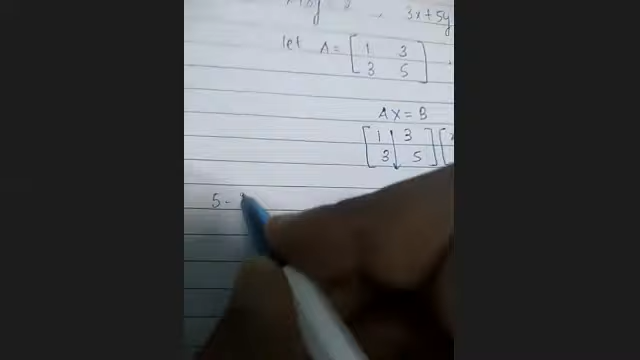 3x+5y
let A = [ 1 3
3 5 ]
AX = B
[ 1 3
3 5 ] [
5 -